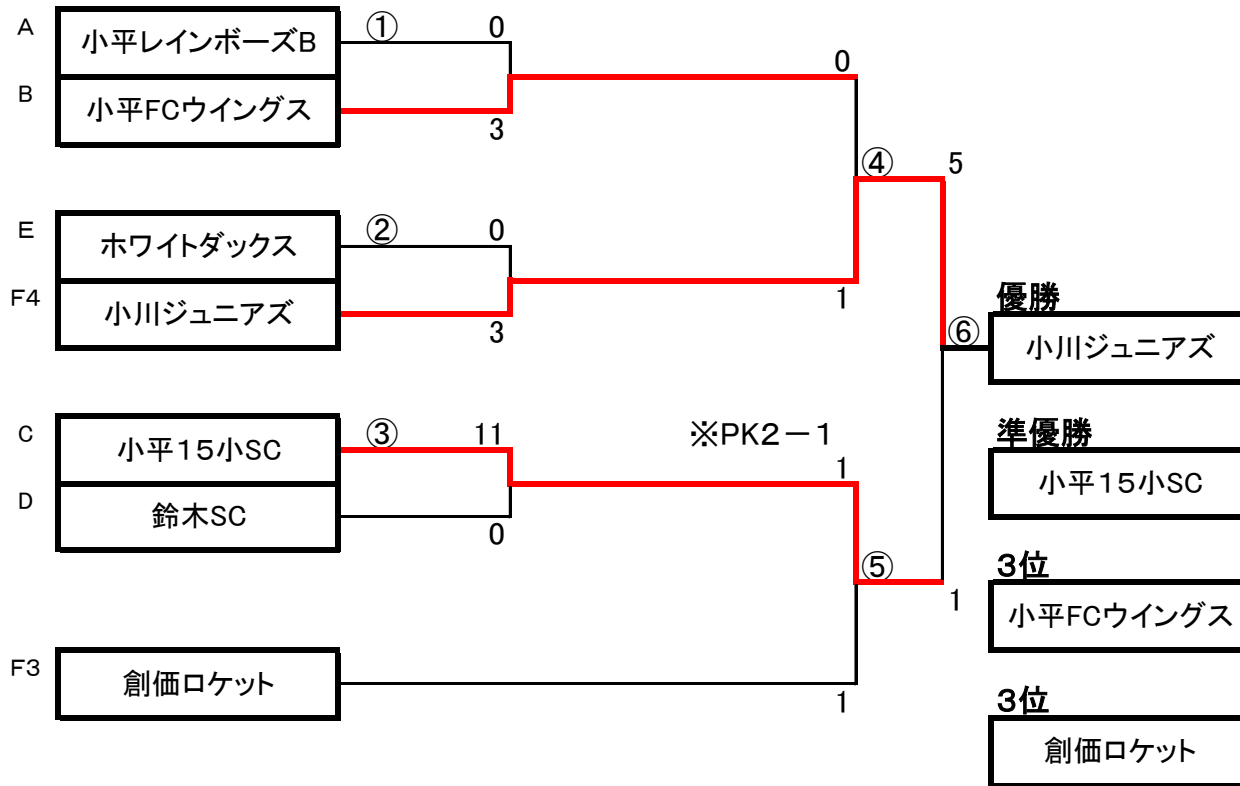 A
小平レインボーズB
①
0
0
B
小平FCウイングス
3
④
5
E
ホワイトダックス
②
0
F4
小川ジュニアズ
3
1
優勝
⑥
小川ジュニアズ
C
小平１５小SC
③
11
※PK２－１
1
準優勝
小平１５小SC
D
鈴木SC
0
⑤
1
３位
小平FCウイングス
F3
創価ロケット
1
３位
創価ロケット